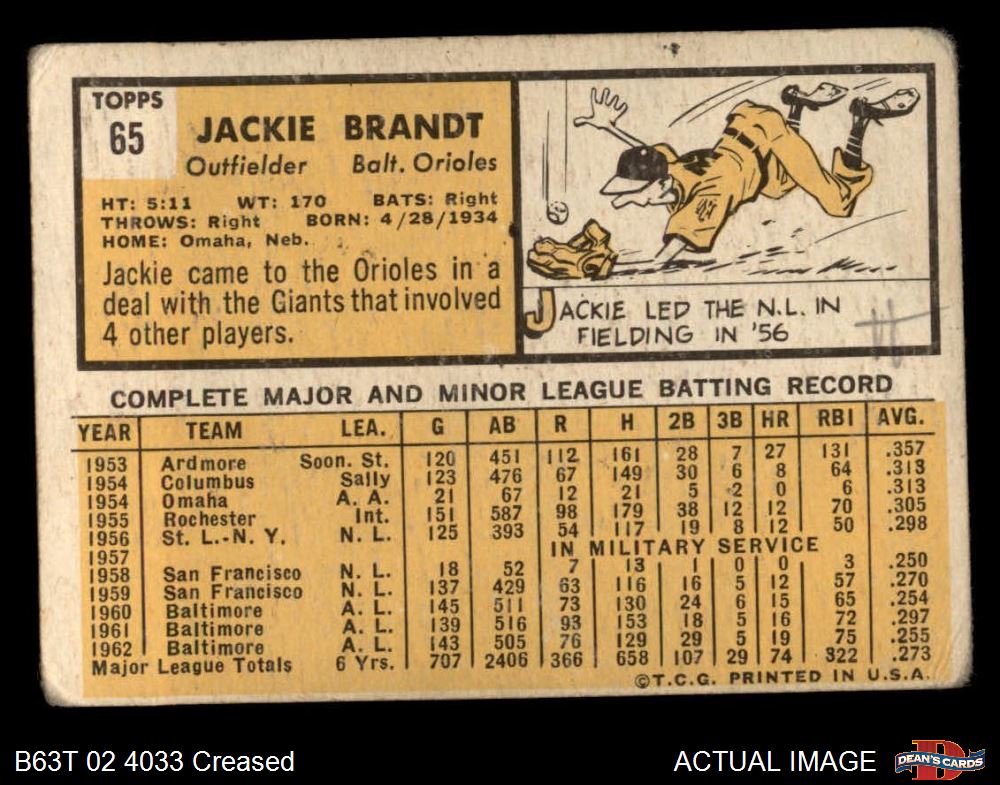 TOPPS
65
JACKIE BRANDT
Outfielder Balt. Orioles
HT: 5:11 WT: 170 BATS: Right
THROWS: Right BORN: 4/28/1934
HOME: Omaha, Neb.
Jackie came to the Orioles in a
deal with the Giants that involved
4 other players.
JACKIE LED THE N.L. IN
FIELDING IN '56
COMPLETE MAJOR AND MINOR LEAGUE BATTING RECORD
YEAR TEAM LEA. G AB R H 2B 3B HR RBI AVG.
1953 Ardmore Soon. St. 120 451 112 161 28 7 27 131 .357
1954 Columbus Sally 123 476 67 149 30 6 8 64 .313
1954 Omaha A. A. 21 67 12 21 5 2 0 6 .313
1955 Rochester Int. 151 587 98 179 38 12 12 70 .305
1956 St. L.-N. Y. N. L. 125 393 54 117 19 8 12 50 .298
1957 IN MILITARY SERVICE
1958 San Francisco N. L. 18 52 7 13 1 0 0 3 .250
1959 San Francisco N. L. 137 429 63 116 16 5 12 57 .270
1960 Baltimore A. L. 145 511 73 130 24 6 15 65 .254
1961 Baltimore A. L. 139 516 93 153 18 5 16 72 .297
1962 Baltimore A. L. 143 505 76 129 29 5 19 75 .255
Major League Totals 6 Yrs. 707 2406 366 658 107 29 74 322 .273
©T.C.G. PRINTED IN U.S.A.
B63T 02 4033 Creased
ACTUAL IMAGE
DEAN'S CARDS